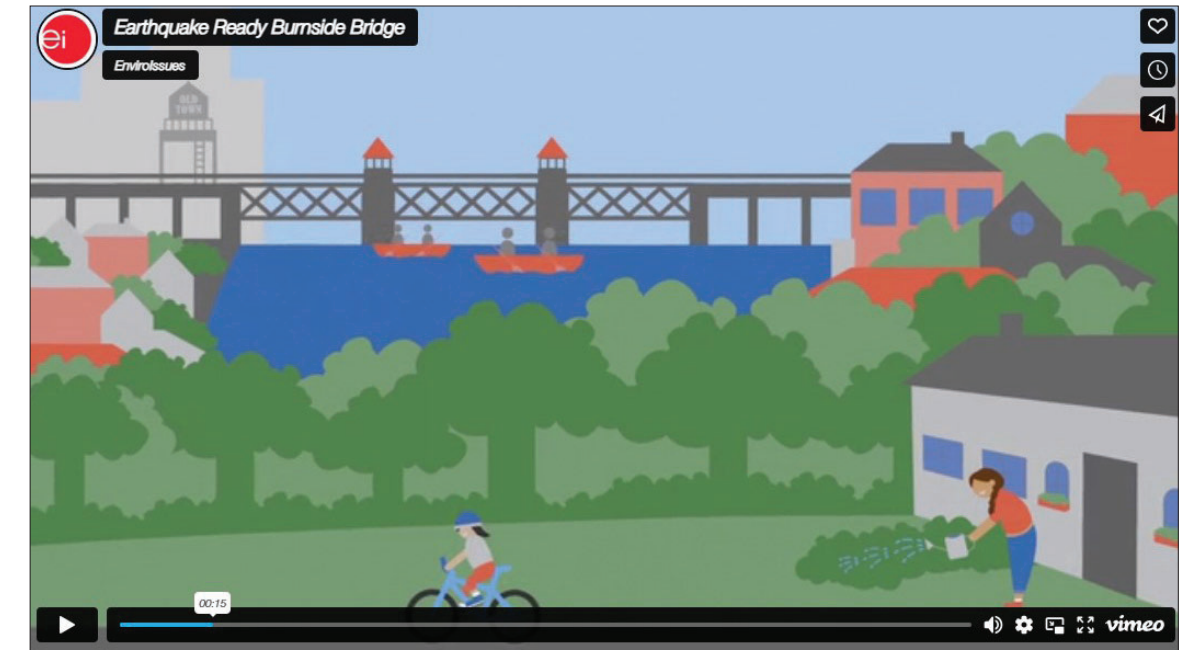 ei
Earthquake Ready Burnside Bridge
EnviroIssues
OLD
TOWN
00:15
vimeo